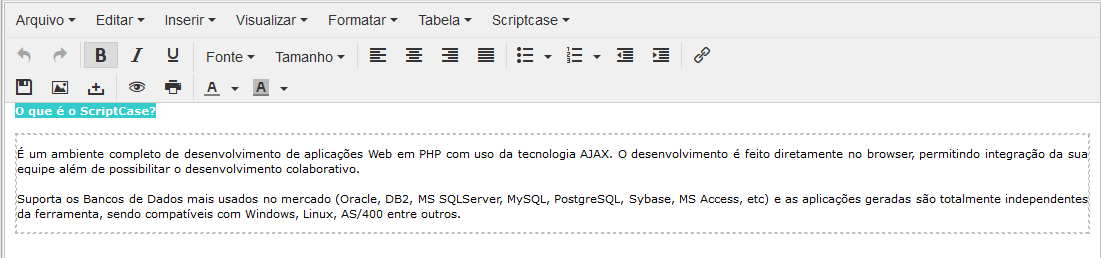 Arquivo Editar Inserir Visualizar Formatar Tabela Scriptcase
B I U Fonte Tamanho
A A
O que é o ScriptCase?
É um ambiente completo de desenvolvimento de aplicações Web em PHP com uso da tecnologia AJAX. O desenvolvimento é feito diretamente no browser, permitindo integração da sua
equipe além de possibilitar o desenvolvimento colaborativo.
Suporta os Bancos de Dados mais usados no mercado (Oracle, DB2, MS SQLServer, MySQL, PostgreSQL, Sybase, MS Access, etc) e as aplicações geradas são totalmente independentes
da ferramenta, sendo compatíveis com Windows, Linux, AS/400 entre outros.